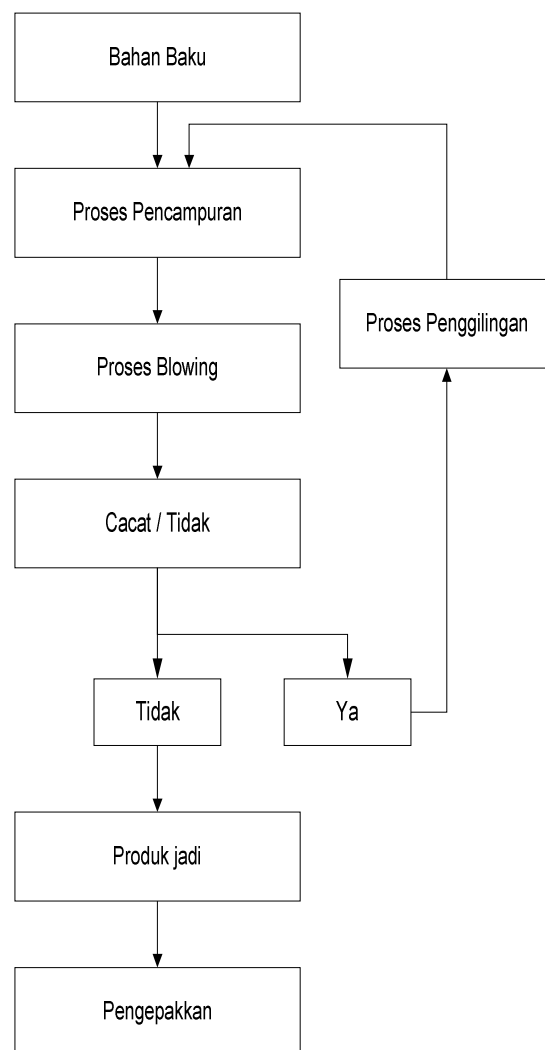 Bahan Baku
Proses Pencampuran
Proses Penggilingan
Proses Blowing
Cacat / Tidak
Tidak
Ya
Produk jadi
Pengepakkan